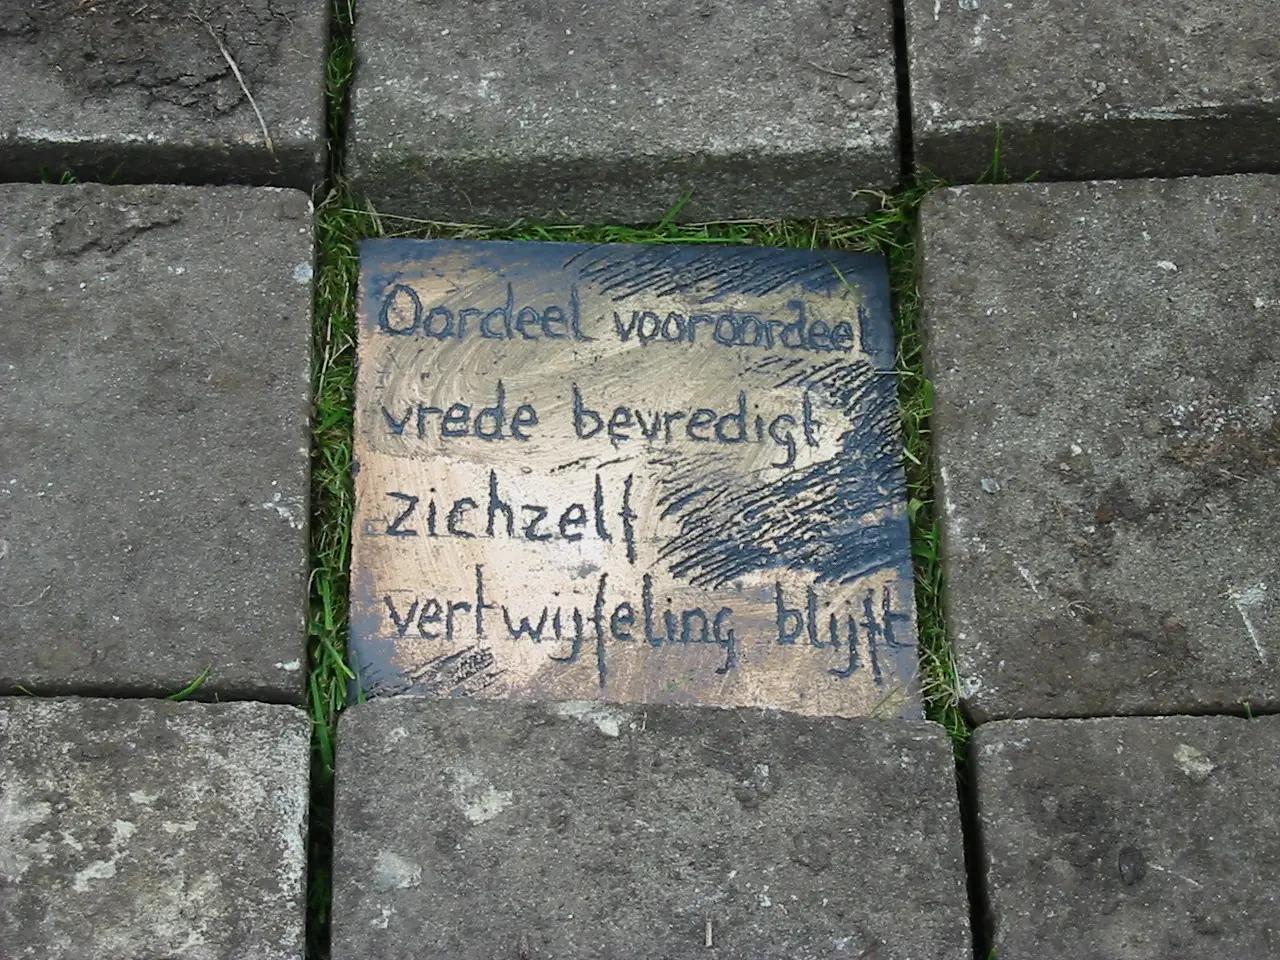 Oordeel vooroordeel
vrede bevredigt
zichzelf
vertwijfeling blijft